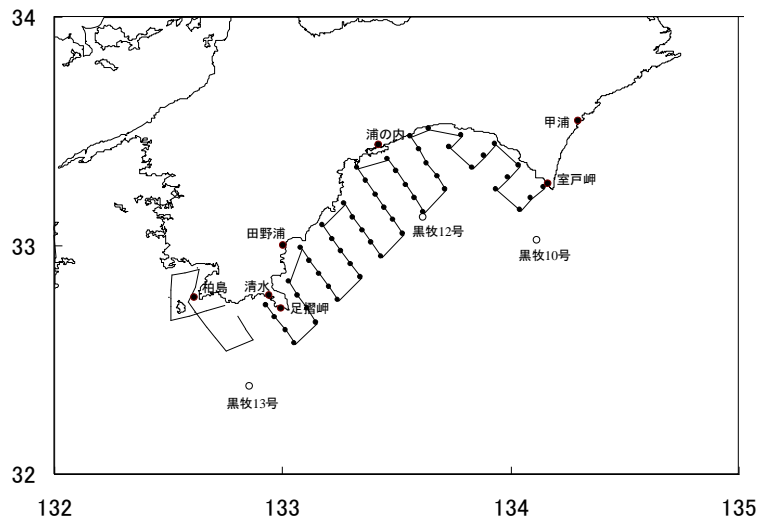 34
甲浦
浦の内
室戸岬
田野浦
黒牧12号
33
黒牧10号
柏島
清水
足摺岬
黒牧13号
32
132
133
134
135